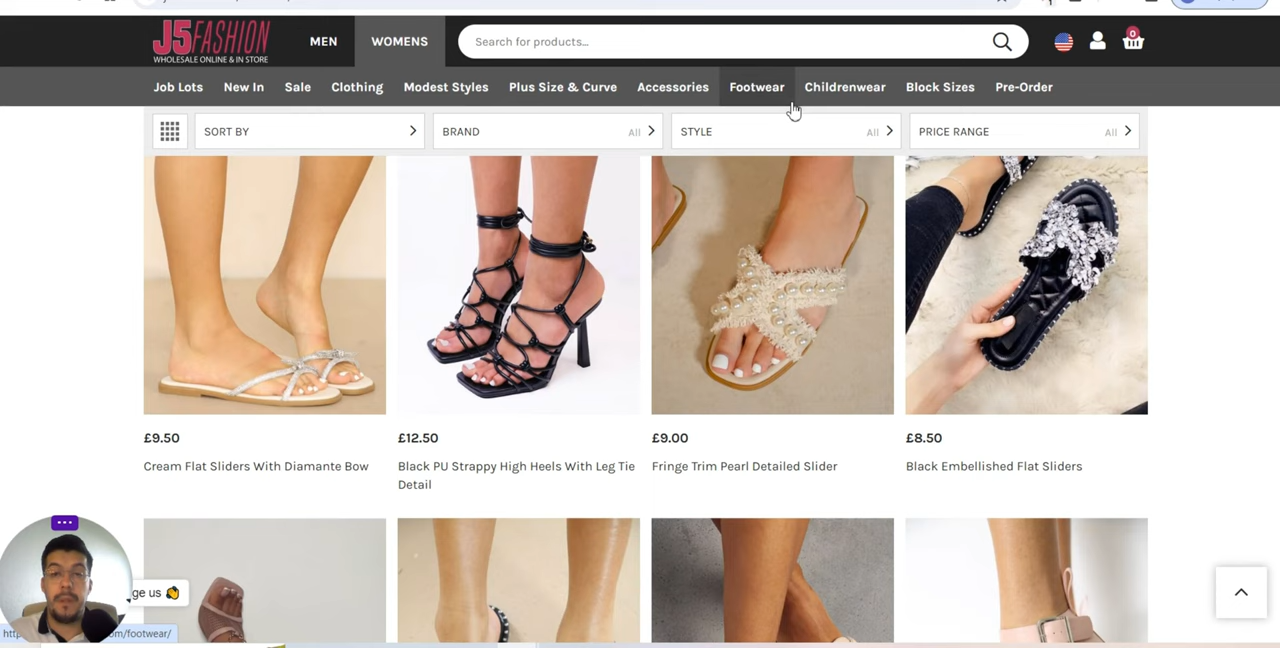 J5FASHION
WHOLESALE ONLINE & IN STORE
MEN
WOMENS
Search for products...
0
Job Lots
New In
Sale
Clothing
Modest Styles
Plus Size & Curve
Accessories
Footwear
Childrenwear
Block Sizes
Pre-Order
SORT BY
BRAND All
STYLE All
PRICE RANGE All
£9.50
Cream Flat Sliders With Diamante Bow
£12.50
Black PU Strappy High Heels With Leg Tie
Detail
£9.00
Fringe Trim Pearl Detailed Slider
£8.50
Black Embellished Flat Sliders
ge us
om/footwear/